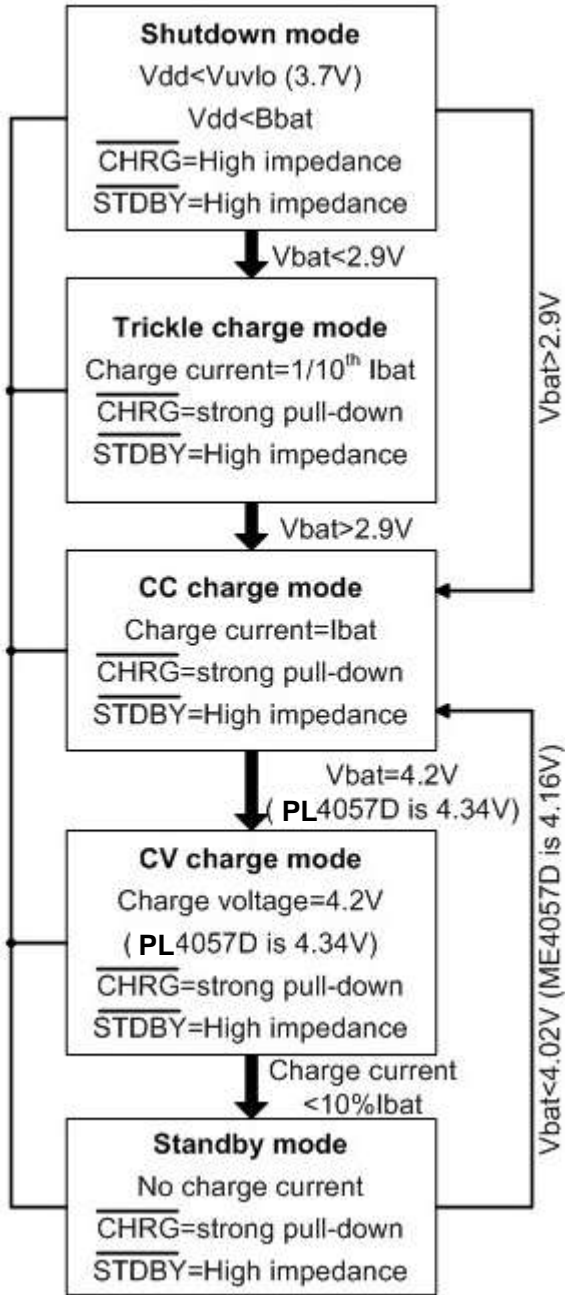 Shutdown mode
Vdd<Vuvlo (3.7V)
Vdd<Bbat
CHRG=High impedance
STDBY=High impedance
Vbat<2.9V
Vbat>2.9V
Trickle charge mode
Charge current=1/10th Ibat
CHRG=strong pull-down
STDBY=High impedance
Vbat>2.9V
CC charge mode
Charge current=Ibat
CHRG=strong pull-down
STDBY=High impedance
Vbat=4.2V
( PL4057D is 4.34V)
Vbat<4.02V (ME4057D is 4.16V)
CV charge mode
Charge voltage=4.2V
( PL4057D is 4.34V)
CHRG=strong pull-down
STDBY=High impedance
Charge current
<10%Ibat
Standby mode
No charge current
CHRG=strong pull-down
STDBY=High impedance